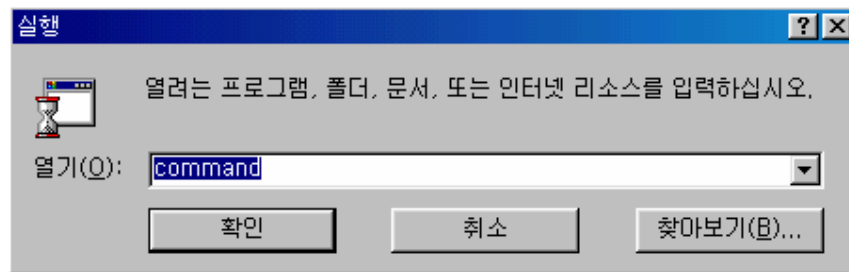 실행
열려는 프로그램, 폴더, 문서, 또는 인터넷 리소스를 입력하십시오.
열기(O): command
확인 취소 찾아보기(B)...